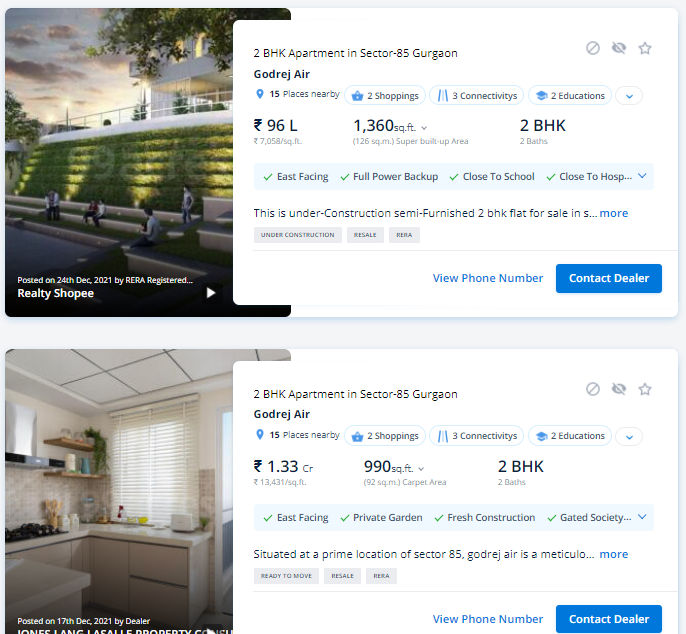 2 BHK Apartment in Sector-85 Gurgaon
Godrej Air
15 Places nearby 2 Shoppings 3 Connectivitys 2 Educations
₹ 96 L 1,360sq.ft. 2 BHK
₹ 7,058/sq.ft. (126 sq.m.) Super built-up Area 2 Baths
East Facing Full Power Backup Close To School Close To Hosp...
This is under-Construction semi-Furnished 2 bhk flat for sale in s... more
UNDER CONSTRUCTION RESALE RERA
Posted on 24th Dec, 2021 by RERA Registered...
Realty Shopee
View Phone Number Contact Dealer
2 BHK Apartment in Sector-85 Gurgaon
Godrej Air
15 Places nearby 2 Shoppings 3 Connectivitys 2 Educations
₹ 1.33 Cr 990sq.ft. 2 BHK
₹ 13,431/sq.ft. (92 sq.m.) Carpet Area 2 Baths
East Facing Private Garden Fresh Construction Gated Society...
Situated at a prime location of sector 85, godrej air is a meticulo... more
READY TO MOVE RESALE RERA
Posted on 17th Dec, 2021 by Dealer
JONES LANG LASALLE PROPERTY CONSU
View Phone Number Contact Dealer